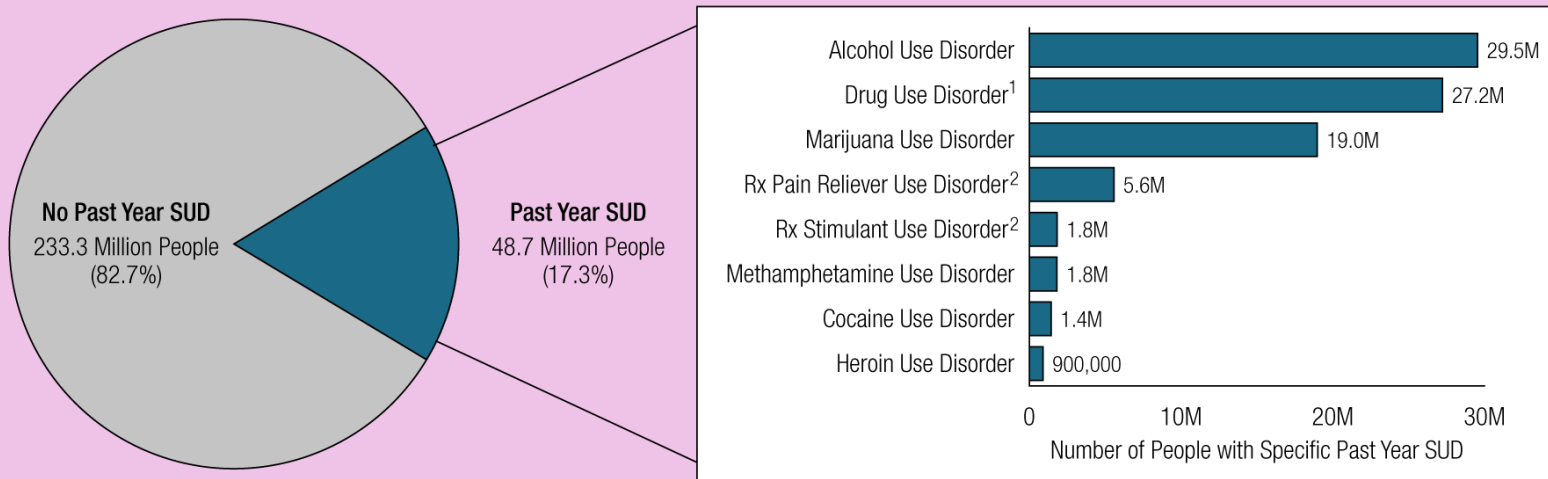 No Past Year SUD
233.3 Million People
(82.7%)
Past Year SUD
48.7 Million People
(17.3%)
Alcohol Use Disorder 29.5M
Drug Use Disorder¹ 27.2M
Marijuana Use Disorder 19.0M
Rx Pain Reliever Use Disorder² 5.6M
Rx Stimulant Use Disorder² 1.8M
Methamphetamine Use Disorder 1.8M
Cocaine Use Disorder 1.4M
Heroin Use Disorder 900,000
0 10M 20M 30M
Number of People with Specific Past Year SUD